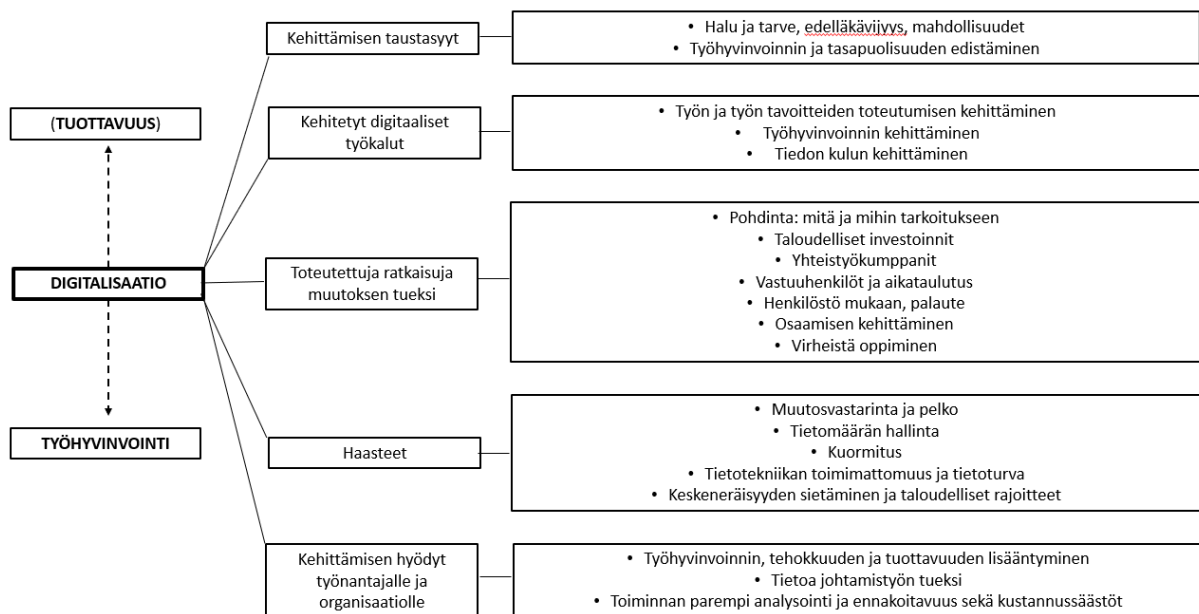 Kehittämisen taustasyyt
• Halu ja tarve, edelläkävijyys, mahdollisuudet
• Työhyvinvoinnin ja tasapuolisuuden edistäminen
(TUOTTAVUUS)
Kehitetyt digitaaliset
työkalut
• Työn ja työn tavoitteiden toteutumisen kehittäminen
• Työhyvinvoinnin kehittäminen
• Tiedon kulun kehittäminen
DIGITALISAATIO
Toteutettuja ratkaisuja
muutoksen tueksi
• Pohdinta: mitä ja mihin tarkoitukseen
• Taloudelliset investoinnit
• Yhteistyökumppanit
• Vastuuhenkilöt ja aikataulutus
• Henkilöstö mukaan, palaute
• Osaamisen kehittäminen
• Virheistä oppiminen
TYÖHYVINVOINTI
Haasteet
• Muutosvastarinta ja pelko
• Tietomäärän hallinta
• Kuormitus
• Tietotekniikan toimimattomuus ja tietoturva
• Keskeneräisyyden sietäminen ja taloudelliset rajoitteet
Kehittämisen hyödyt
työnantajalle ja
organisaatiolle
• Työhyvinvoinnin, tehokkuuden ja tuottavuuden lisääntyminen
• Tietoa johtamistyön tueksi
• Toiminnan parempi analysointi ja ennakoitavuus sekä kustannussäästöt